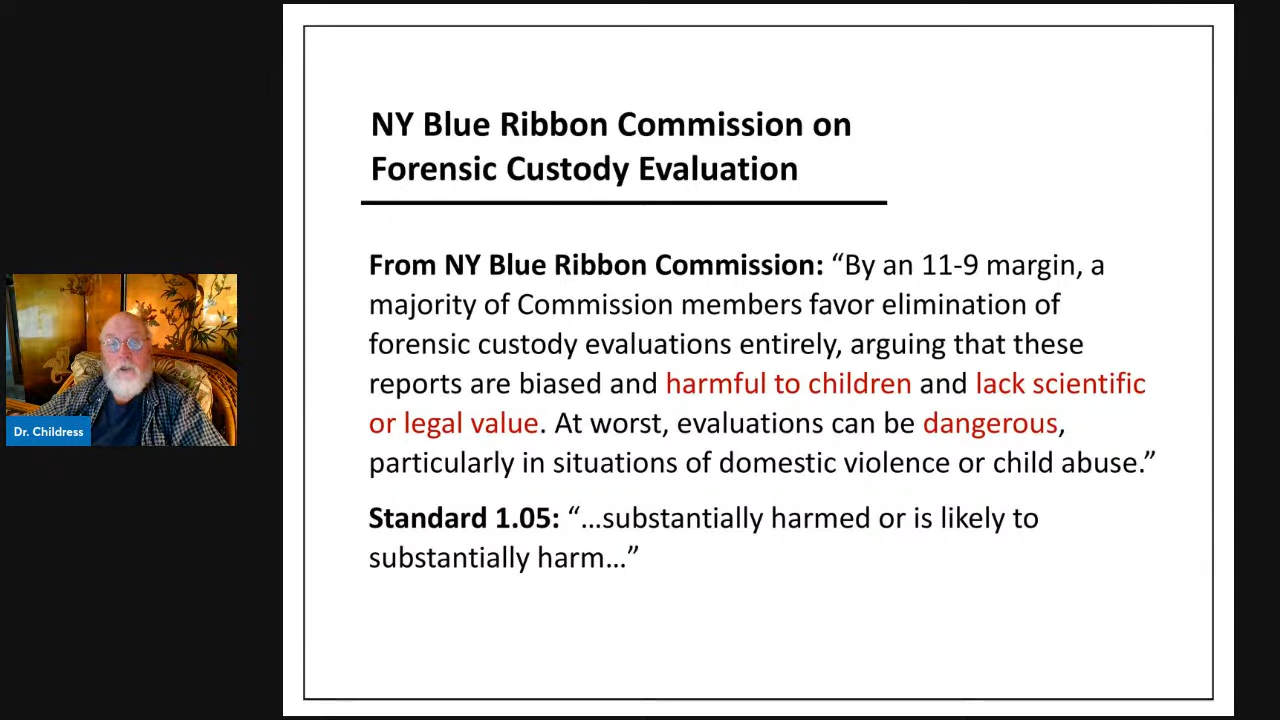 NY Blue Ribbon Commission on
Forensic Custody Evaluation
From NY Blue Ribbon Commission: “By an 11-9 margin, a
majority of Commission members favor elimination of
forensic custody evaluations entirely, arguing that these
reports are biased and harmful to children and lack scientific
or legal value. At worst, evaluations can be dangerous,
particularly in situations of domestic violence or child abuse.”
Standard 1.05: “…substantially harmed or is likely to
substantially harm…”
Dr. Childress